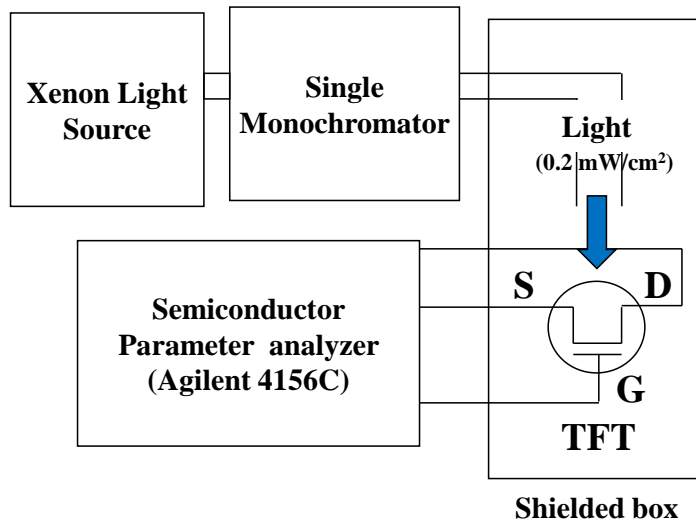 Xenon Light
Source
Single
Monochromator
Light
(0.2 mW/cm²)
S
D
Semiconductor
Parameter analyzer
(Agilent 4156C)
G
TFT
Shielded box